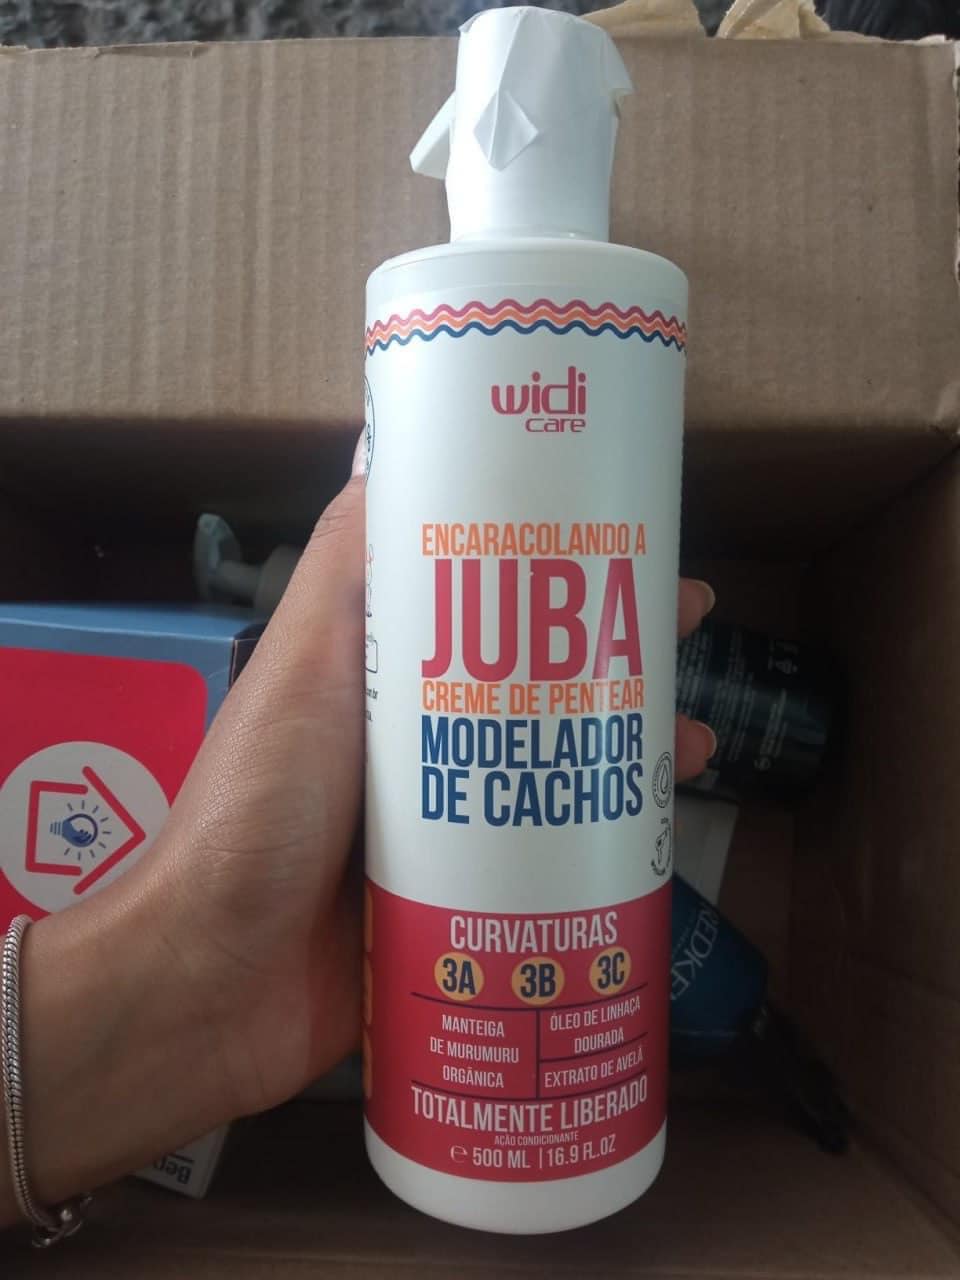 widi
care
ENCARACOLANDO A
JUBA
CREME DE PENTEAR
MODELADOR
DE CACHOS
CURVATURAS
3A 3B 3C
MANTEIGA
DE MURUMURU
ORGÂNICA
ÓLEO DE LINHAÇA
DOURADA
EXTRATO DE AVELÃ
TOTALMENTE LIBERADO
AÇÃO CONDICIONANTE
℮ 500 ML | 16.9 FL.OZ